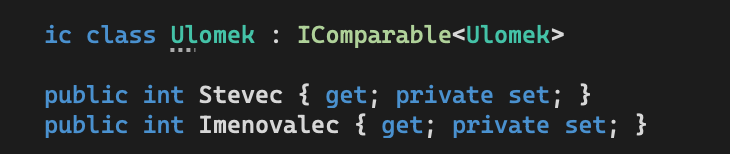 ic class Ulomek : IComparable<Ulomek>
public int Stevec { get; private set; }
public int Imenovalec { get; private set; }